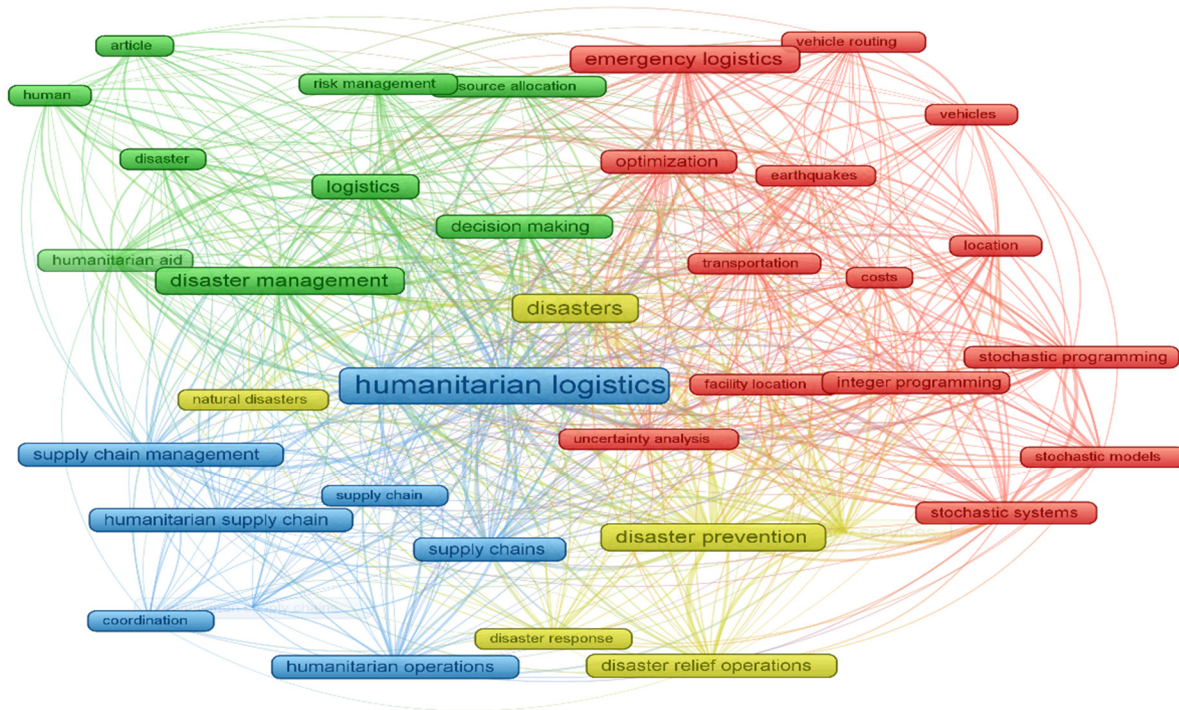 article
emergency logistics
vehicle routing
human
risk management
source allocation
vehicles
disaster
logistics
optimization
earthquakes
decision making
location
humanitarian aid
disaster management
transportation
costs
disasters
stochastic programming
humanitarian logistics
facility location
integer programming
natural disasters
uncertainty analysis
supply chain management
stochastic models
supply chain
humanitarian supply chain
stochastic systems
supply chains
disaster prevention
coordination
disaster response
humanitarian operations
disaster relief operations